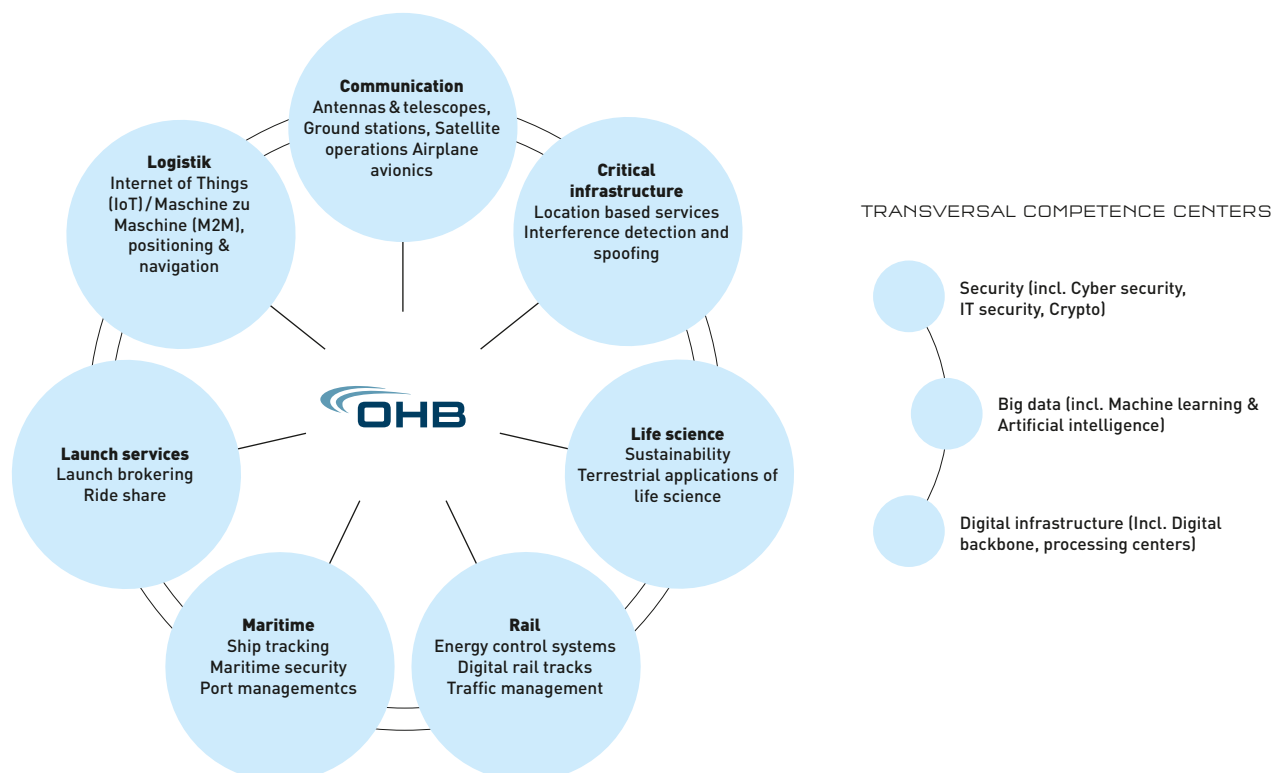 Communication
Antennas & telescopes,
Ground stations, Satellite
operations Airplane
avionics
Critical
infrastructure
Location based services
Interference detection and
spoofing
Life science
Sustainability
Terrestrial applications of
life science
Rail
Energy control systems
Digital rail tracks
Traffic management
Maritime
Ship tracking
Maritime security
Port managementcs
Launch services
Launch brokering
Ride share
Logistik
Internet of Things
(IoT) / Maschine zu
Maschine (M2M),
positioning &
navigation
OHB
TRANSVERSAL COMPETENCE CENTERS
Security (incl. Cyber security,
IT security, Crypto)
Big data (incl. Machine learning &
Artificial intelligence)
Digital infrastructure (Incl. Digital
backbone, processing centers)